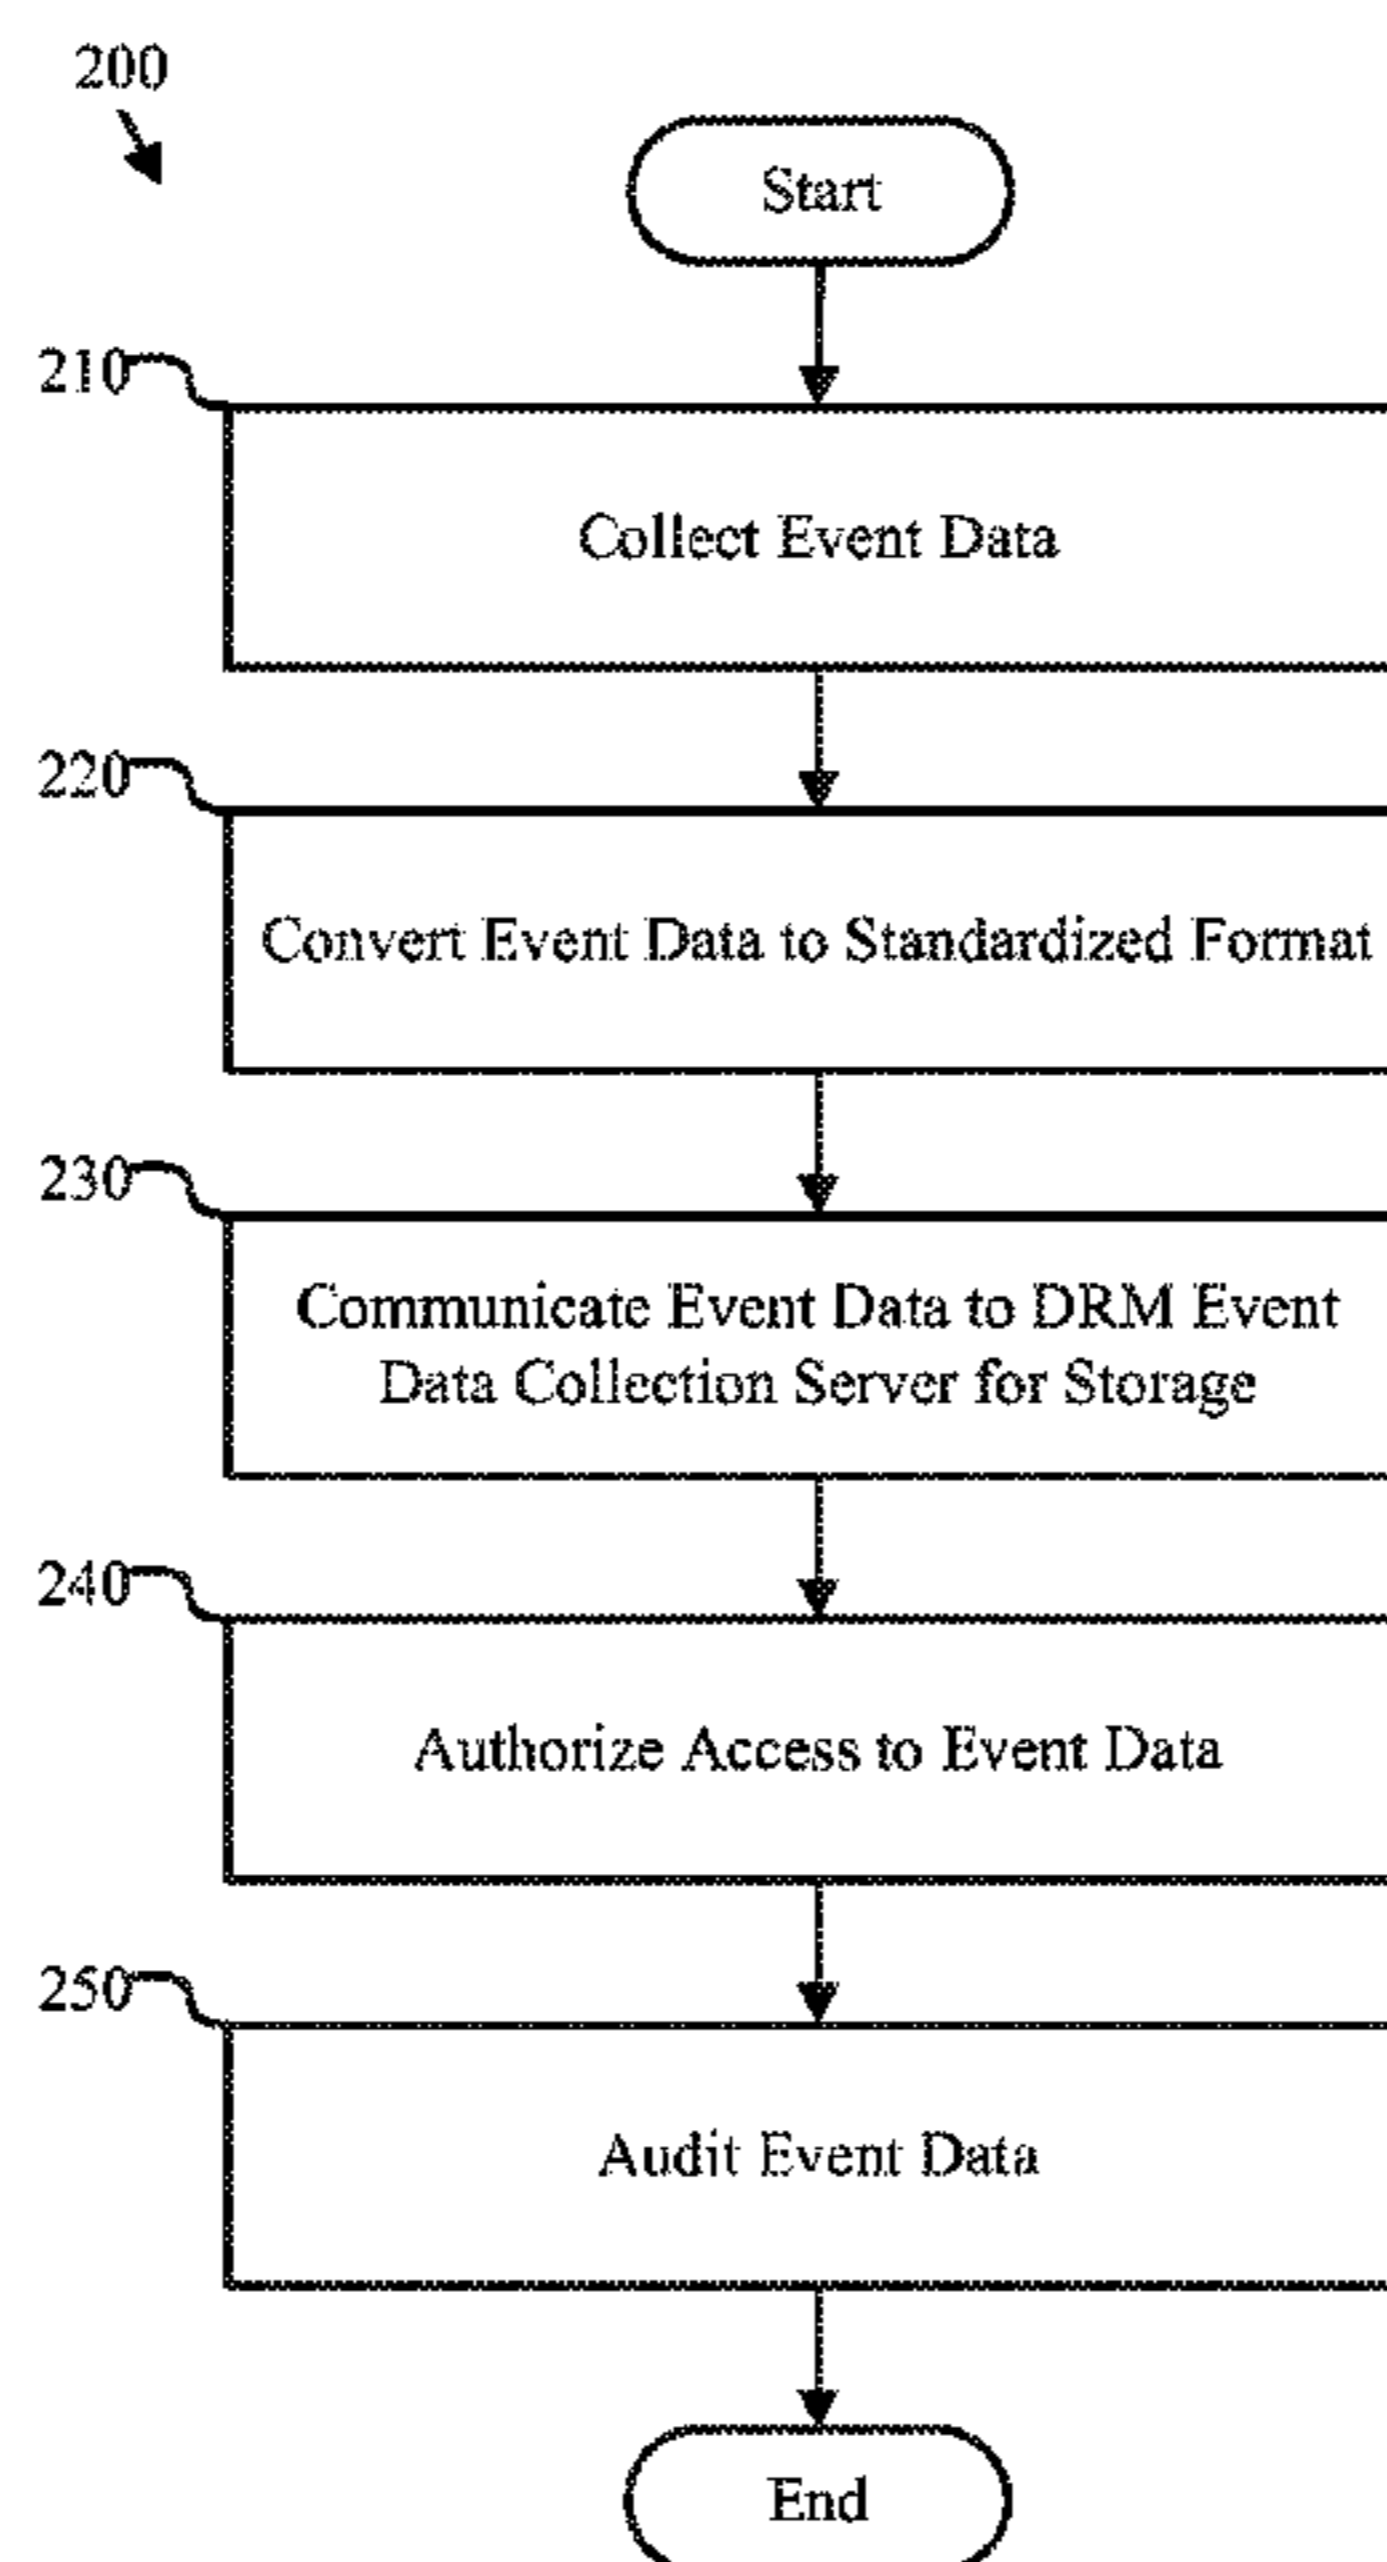 200
Start
210
Collect Event Data
220
Convert Event Data to Standardized Format
230
Communicate Event Data to DRM Event
Data Collection Server for Storage
240
Authorize Access to Event Data
250
Audit Event Data
End